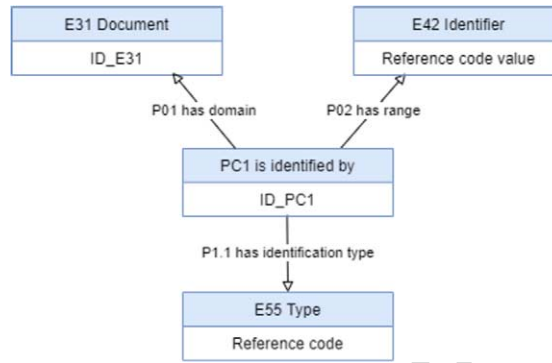 E31 Document
E42 Identifier
ID_E31
Reference code value
P01 has domain
P02 has range
PC1 is identified by
ID_PC1
P1.1 has identification type
E55 Type
Reference code